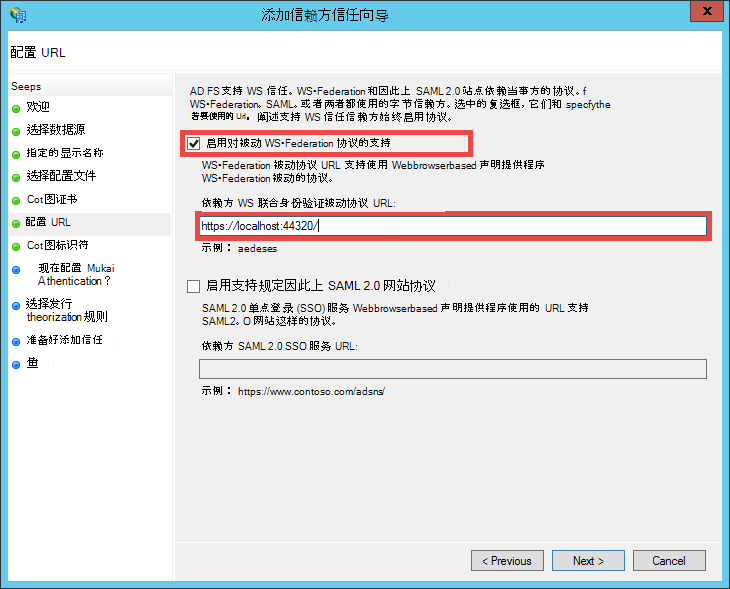 添加信赖方信任向导
X
配置 URL
Seeps
欢迎
选择数据源
指定的显示名称
选择配置文件
Cot图证书
配置 URL
Cot图标识符
现在配置 Mukai
Athentication？
选择发行
theorization 规则
准备好添加信任
鱼
AD FS 支持 WS 信任。WS•Federation 和因此上 SAML 2.0 站点依赖当事方的协议。f
WS•Federation。SAML。或者两都都使用的字节信赖方。选中的复选框，它们和 specfythe
若要使用的 Url。阐述支持 WS 信任信赖方始终启用协议。
启用对被动 WS•Federation 协议的支持
WS•Federation 被动协议 URL 支持使用 Webbrowserbased 声明提供程序
WS•Federation 被动的协议。
依赖方 WS 联合身份验证被动协议 URL:
https://localhost:44320/
示例： aedeses
启用支持规定因此上 SAML 2.0 网站协议
SAML 2.0 单点登录 (SSO) 服务 Webbrowserbased 声明提供程序使用的 URL 支持
SAML2。O 网站这样的协议。
依赖方 SAML 2.0 SSO 服务 URL:
示例： https://www.contoso.com/adsns/
< Previous
Next >
Cancel